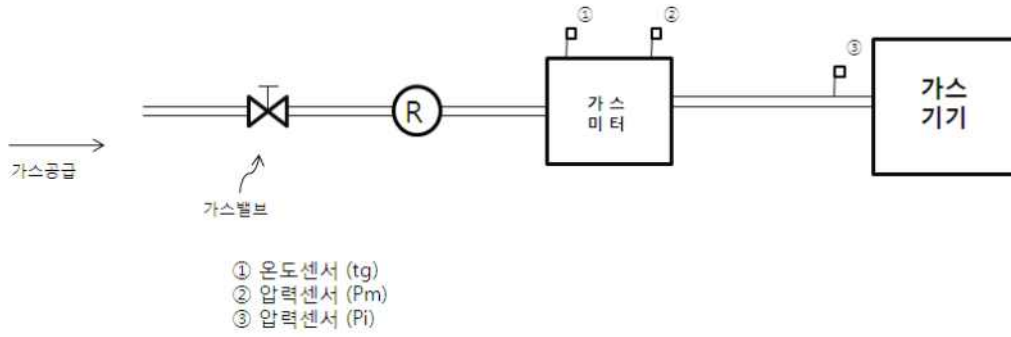 ① ②
③
R
가 스
미 터
가스
기기
가스공급
가스밸브
① 온도센서 (tg)
② 압력센서 (Pm)
③ 압력센서 (Pi)